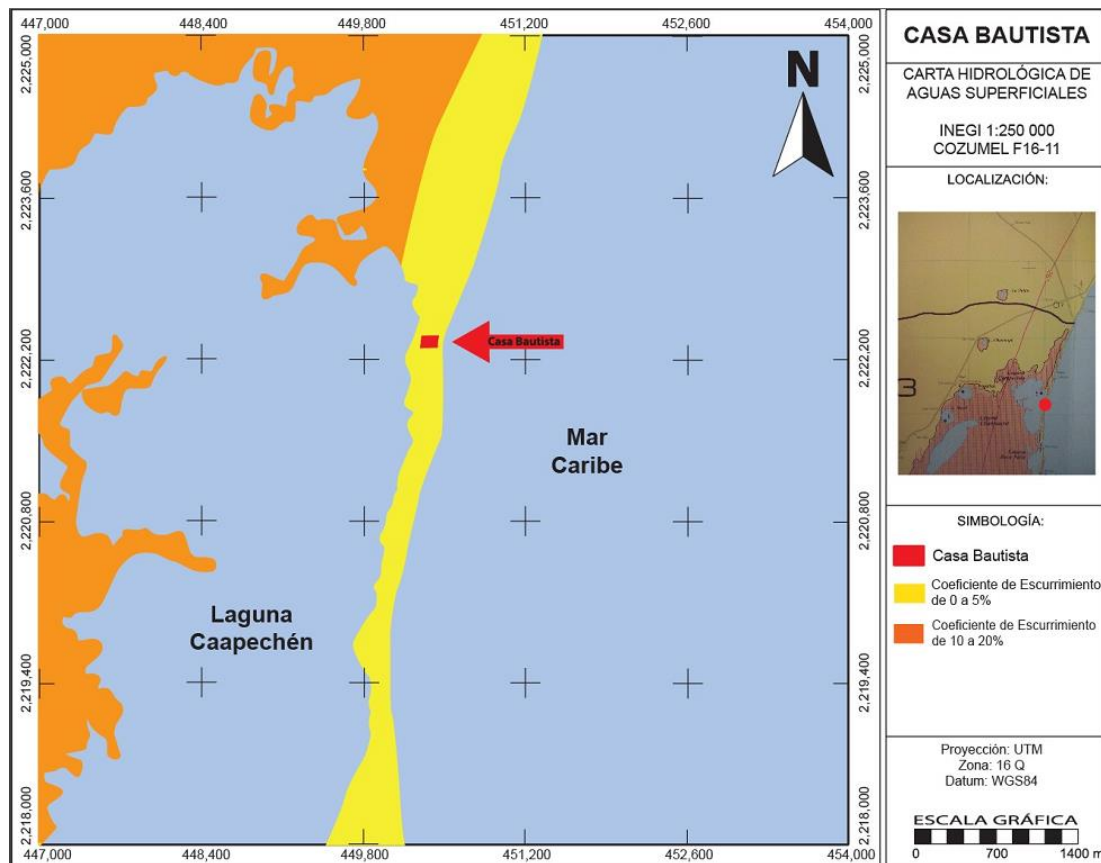 447,000
448,400
449,800
451,200
452,600
454,000
2,225,000
2,223,600
2,222,200
2,220,800
2,219,400
2,218,000
2,225,000
2,223,600
2,222,200
2,220,800
2,219,400
2,218,000
N
Casa Bautista
Mar
Caribe
Laguna
Caapechén
447,000
448,400
449,800
451,200
452,600
454,000
CASA BAUTISTA
CARTA HIDROLÓGICA DE
AGUAS SUPERFICIALES
INEGI 1:250 000
COZUMEL F16-11
LOCALIZACIÓN:
3
SIMBOLOGÍA:
Casa Bautista
Coeficiente de Escurrimiento
de 0 a 5%
Coeficiente de Escurrimiento
de 10 a 20%
Proyección: UTM
Zona: 16 Q
Datum: WGS84
ESCALA GRÁFICA
0 700 1400 m